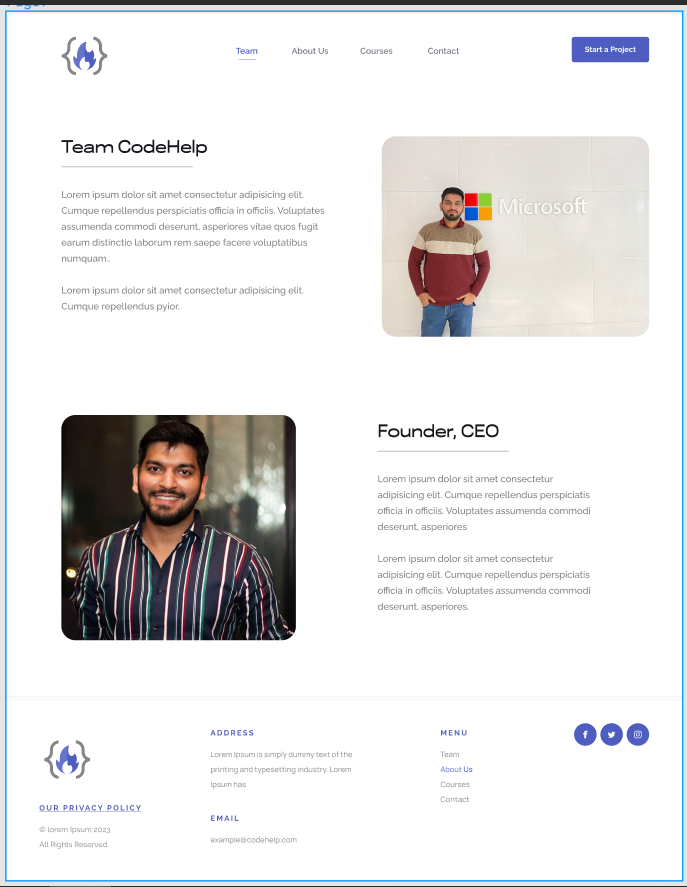 Team
About Us
Courses
Contact
Start a Project
Team CodeHelp
Lorem ipsum dolor sit amet consectetur adipisicing elit.
Cumque repellendus perspiciatis officia in officiis. Voluptates
assumenda commodi deserunt, asperiores vitae quos fugit
earum distinctio laborum rem saepe facere voluptatibus
numquam..
Lorem ipsum dolor sit amet consectetur adipisicing elit.
Cumque repellendus pyior.
Microsoft
Founder, CEO
Lorem ipsum dolor sit amet consectetur
adipisicing elit. Cumque repellendus perspiciatis
officia in officiis. Voluptates assumenda commodi
deserunt, asperiores
Lorem ipsum dolor sit amet consectetur
adipisicing elit. Cumque repellendus perspiciatis
officia in officiis. Voluptates assumenda commodi
deserunt, asperiores.
OUR PRIVACY POLICY
© lorem Ipsum 2023
All Rights Reserved.
ADDRESS
Lorem Ipsum is simply dummy text of the
printing and typesetting industry. Lorem
Ipsum has
EMAIL
example@codehelp.com
MENU
Team
About Us
Courses
Contact